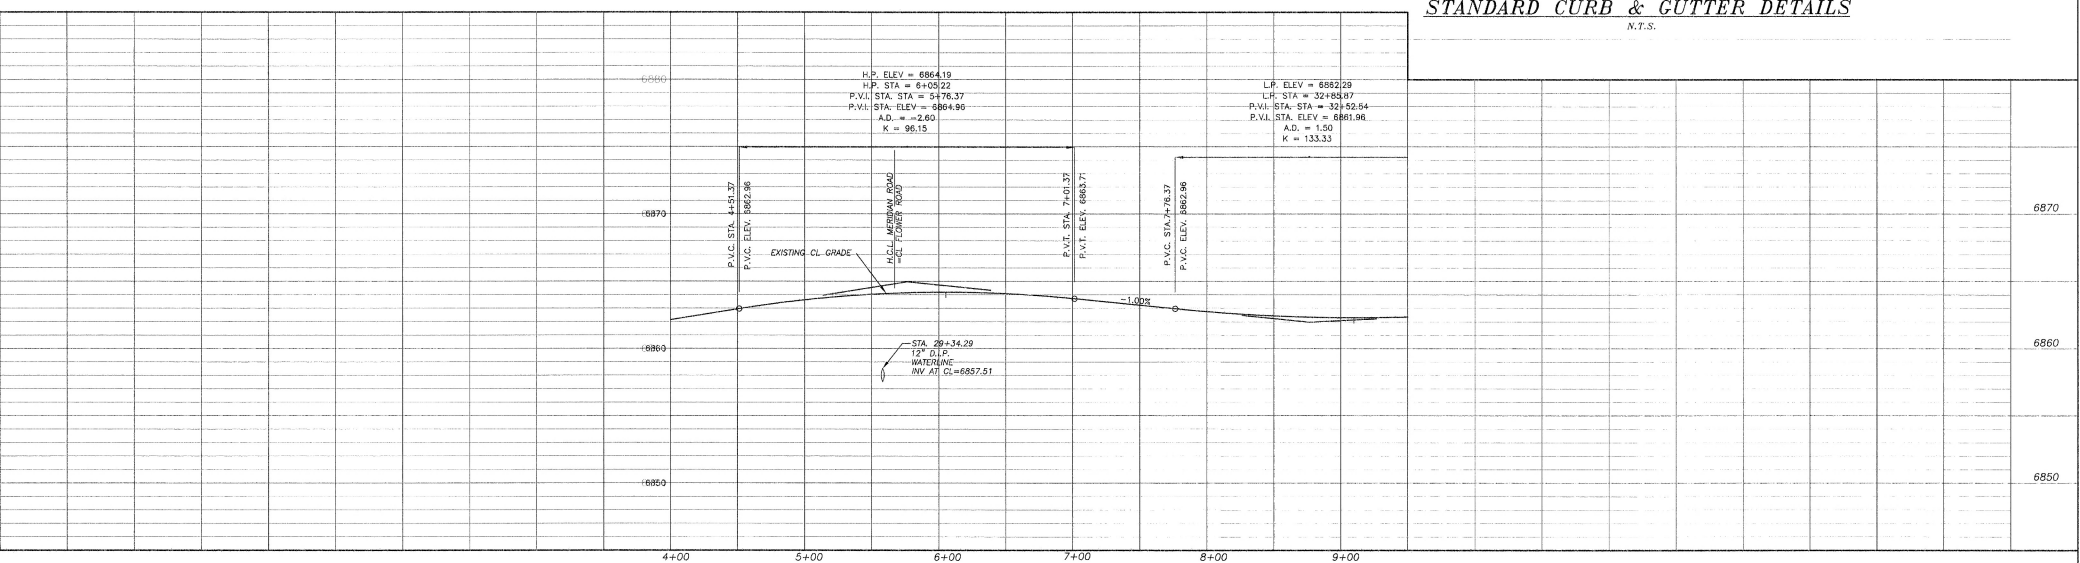 STANDARD CURB & GUTTER DETAILS
N.T.S.
6880
H.P. ELEV = 6864.19
H.P. STA = 6+05.22
P.V.I. STA. STA = 5+76.37
P.V.I. STA. ELEV = 6864.96
A.D. = -2.60
K = 96.15
L.P. ELEV = 6862.29
L.P. STA = 32+85.87
P.V.I. STA. STA = 32+52.54
P.V.I. STA. ELEV = 6861.96
A.D. = 1.50
K = 133.33
P.V.C. STA. 4+51.37
P.V.C. ELEV. 6862.96
H.C.L. MERIDIAN ROAD
=CL FLOWER ROAD
P.V.T. STA. 7+01.37
P.V.T. ELEV. 6863.71
P.V.C. STA.7+76.37
P.V.C. ELEV. 6862.96
6870
6870
EXISTING CL GRADE
-1.00%
6860
STA. 29+34.29
12" D.I.P.
WATERLINE
INV AT CL=6857.51
6860
6850
6850
4+00
5+00
6+00
7+00
8+00
9+00